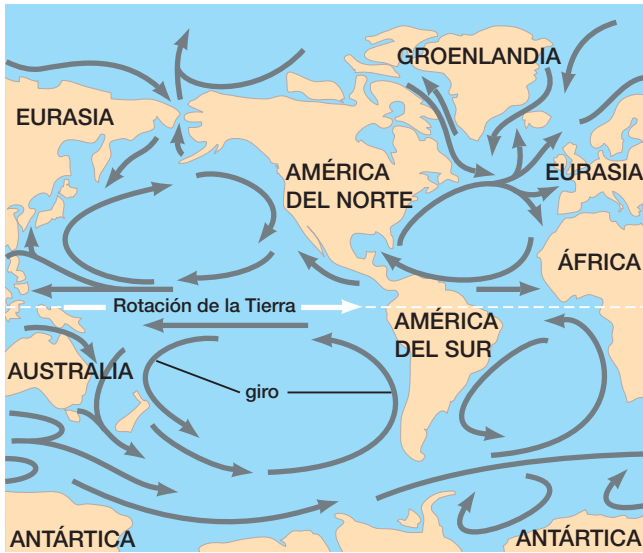 GROENLANDIA
EURASIA
AMÉRICA
DEL NORTE
EURASIA
ÁFRICA
Rotación de la Tierra
AMÉRICA
DEL SUR
AUSTRALIA
giro
ANTÁRTICA
ANTÁRTICA